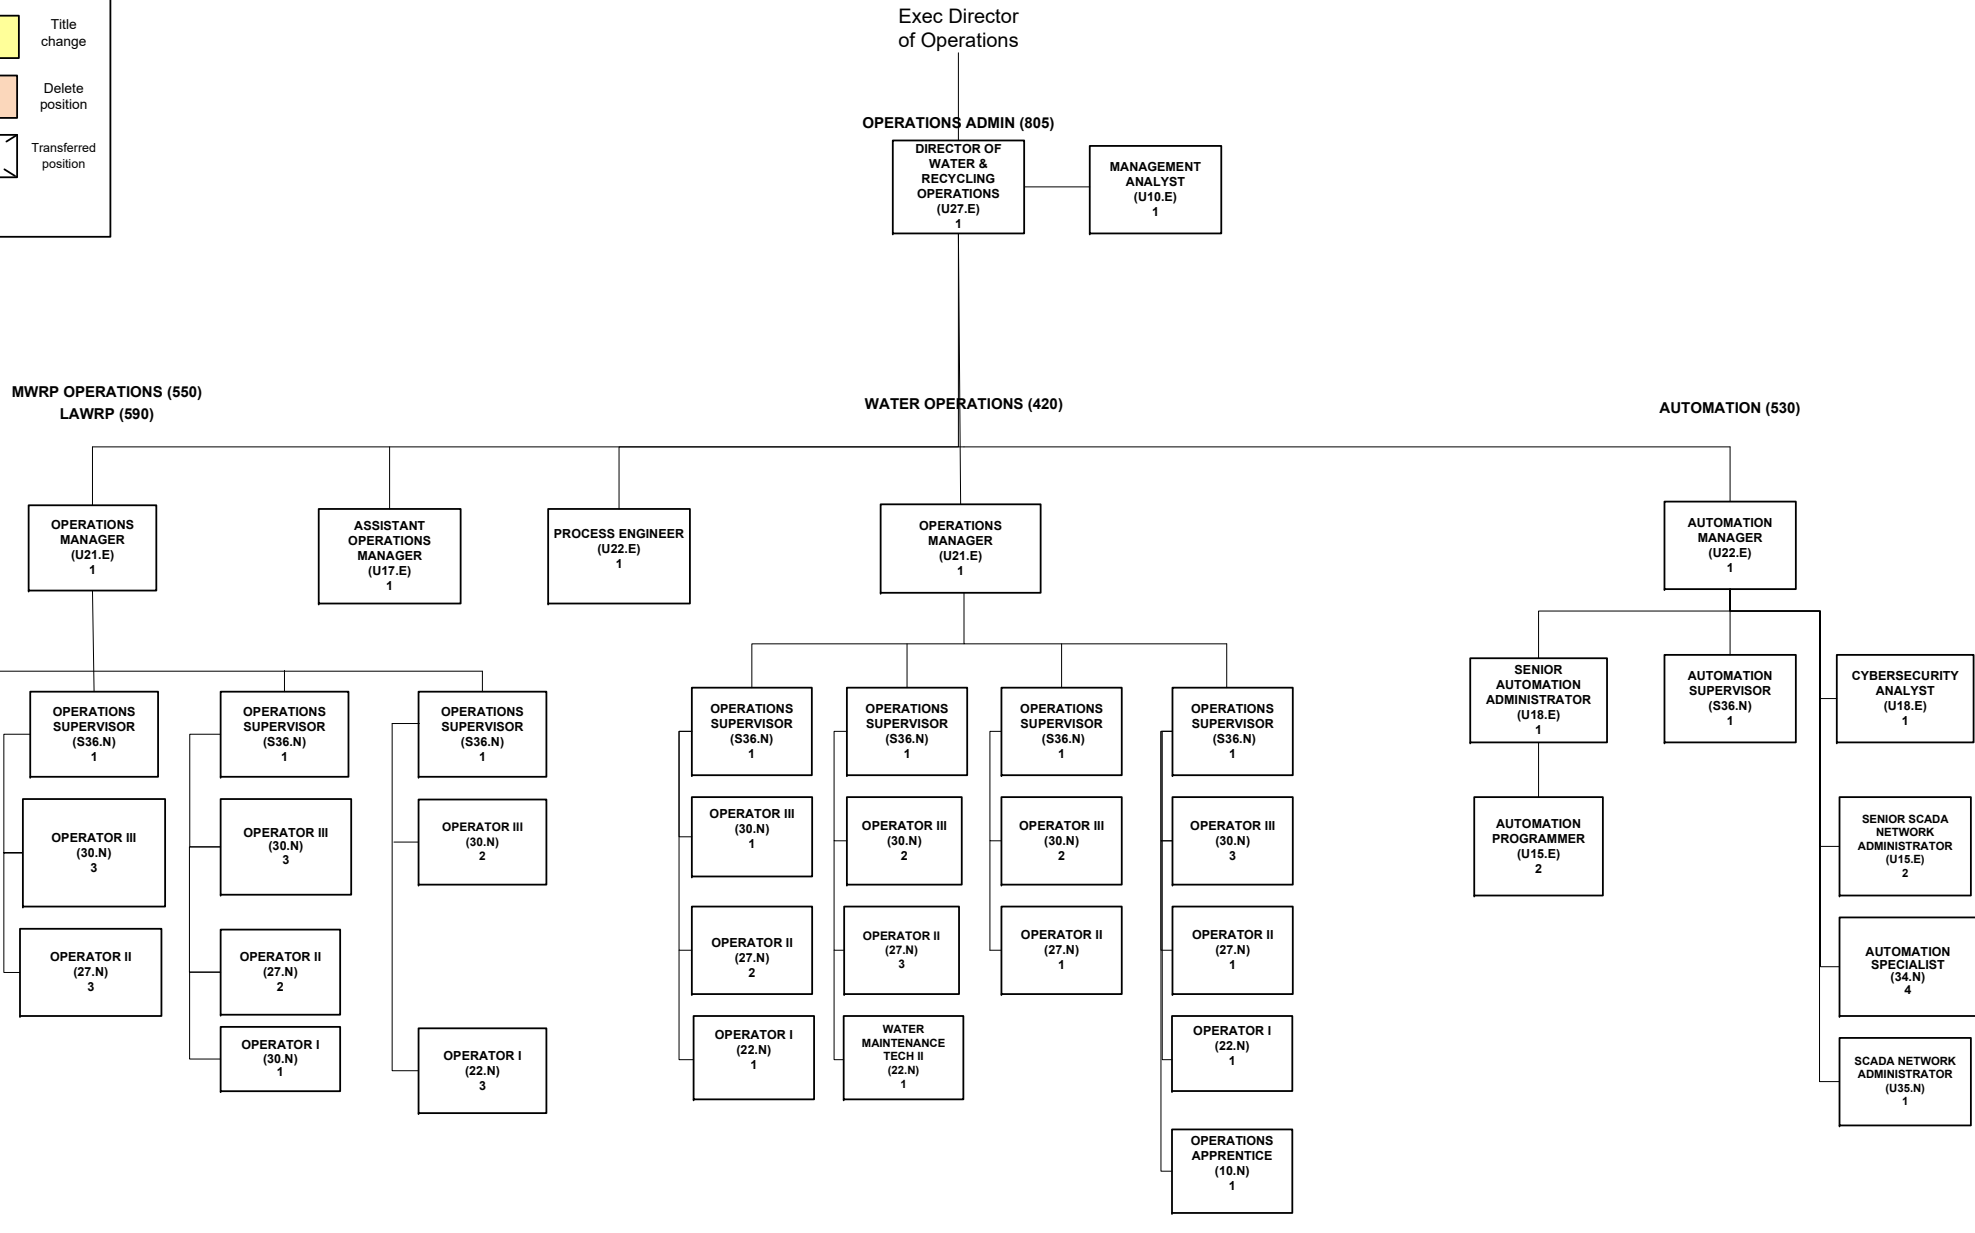 Title
change
Delete
position
Transferred
position
Exec Director
of Operations
OPERATIONS ADMIN (805)
DIRECTOR OF
WATER &
RECYCLING
OPERATIONS
(U27.E)
1
MANAGEMENT
ANALYST
(U10.E)
1
MWRP OPERATIONS (550)
LAWRP (590)
WATER OPERATIONS (420)
AUTOMATION (530)
OPERATIONS
MANAGER
(U21.E)
1
ASSISTANT
OPERATIONS
MANAGER
(U17.E)
1
PROCESS ENGINEER
(U22.E)
1
OPERATIONS
MANAGER
(U21.E)
1
AUTOMATION
MANAGER
(U22.E)
1
OPERATIONS
SUPERVISOR
(S36.N)
1
OPERATOR III
(30.N)
3
OPERATOR II
(27.N)
3
OPERATIONS
SUPERVISOR
(S36.N)
1
OPERATOR III
(30.N)
3
OPERATOR II
(27.N)
2
OPERATOR I
(30.N)
1
OPERATIONS
SUPERVISOR
(S36.N)
1
OPERATOR III
(30.N)
2
OPERATOR I
(22.N)
3
OPERATIONS
SUPERVISOR
(S36.N)
1
OPERATOR III
(30.N)
1
OPERATOR II
(27.N)
2
OPERATOR I
(22.N)
1
OPERATIONS
SUPERVISOR
(S36.N)
1
OPERATOR III
(30.N)
2
OPERATOR II
(27.N)
3
WATER
MAINTENANCE
TECH II
(22.N)
1
OPERATIONS
SUPERVISOR
(S36.N)
1
OPERATOR III
(30.N)
2
OPERATOR II
(27.N)
1
OPERATIONS
SUPERVISOR
(S36.N)
1
OPERATOR III
(30.N)
3
OPERATOR II
(27.N)
1
OPERATOR I
(22.N)
1
OPERATIONS
APPRENTICE
(10.N)
1
SENIOR
AUTOMATION
ADMINISTRATOR
(U18.E)
1
AUTOMATION
PROGRAMMER
(U15.E)
2
AUTOMATION
SUPERVISOR
(S36.N)
1
CYBERSECURITY
ANALYST
(U18.E)
1
SENIOR SCADA
NETWORK
ADMINISTRATOR
(U15.E)
2
AUTOMATION
SPECIALIST
(34.N)
4
SCADA NETWORK
ADMINISTRATOR
(U35.N)
1